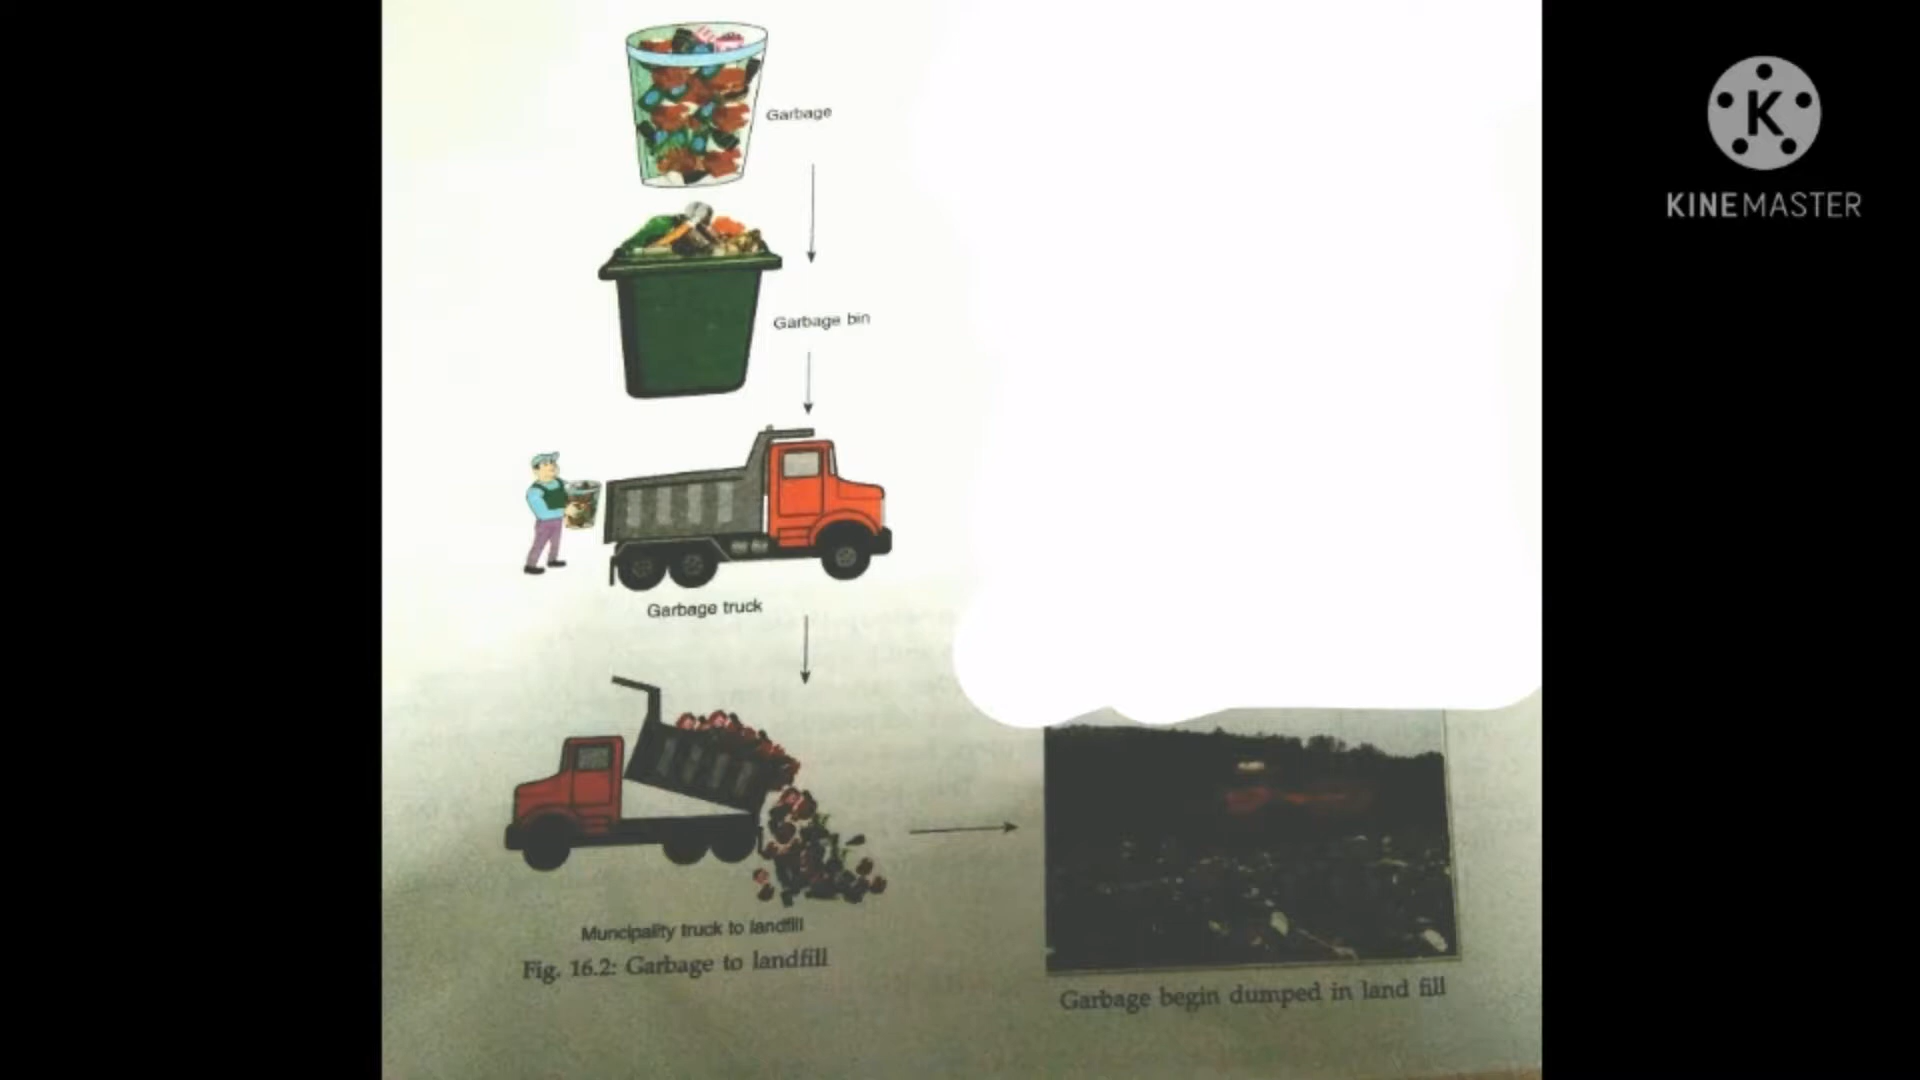 Garbage
Garbage bin
Garbage truck
Muncipality truck to landfill
Fig. 16.2: Garbage to landfill
Garbage begin dumped in land fill
K
KINEMASTER